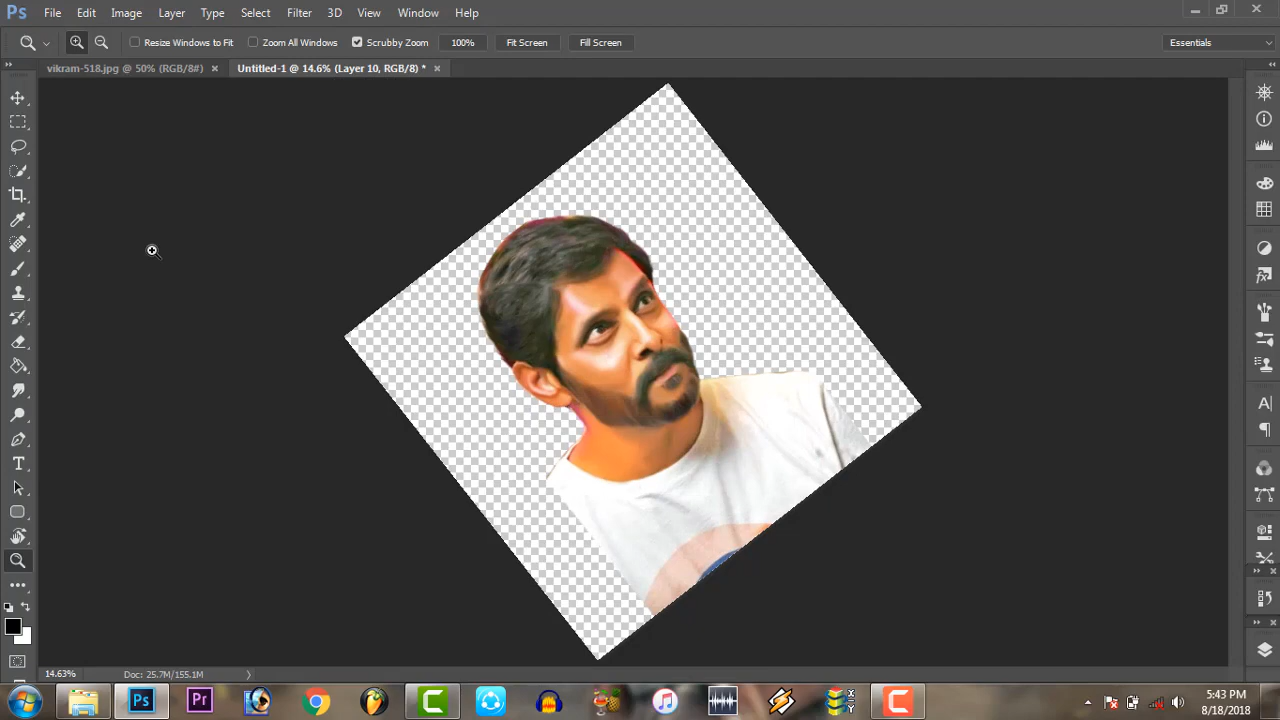 Ps File Edit Image Layer Type Select Filter 3D View Window Help
Resize Windows to Fit Zoom All Windows Scrubby Zoom 100% Fit Screen Fill Screen Essentials
vikram-518.jpg @ 50% (RGB/8#) × Untitled-1 @ 14.6% (Layer 10, RGB/8) * ×
14.63% Doc: 25.7M/155.1M
Ps Pr
5:43 PM
8/18/2018